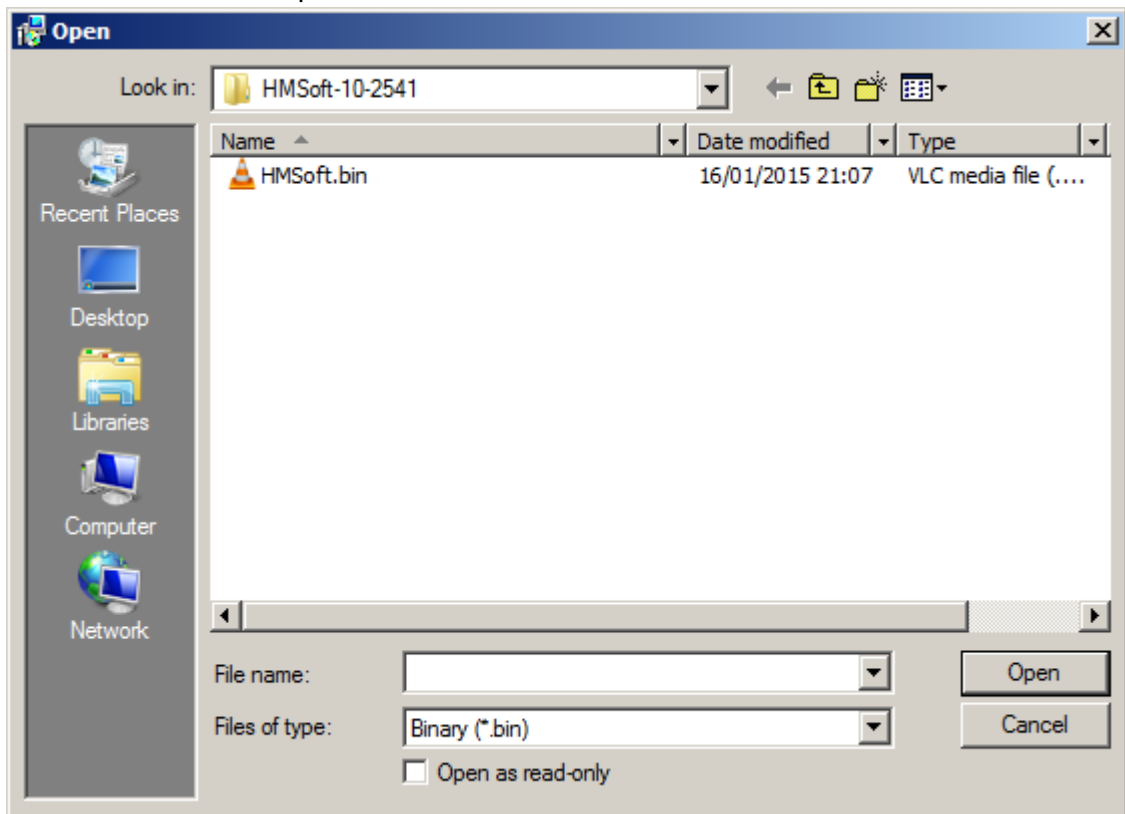 Open
Look in: HMSoft-10-2541
Name Date modified Type
HMSoft.bin 16/01/2015 21:07 VLC media file (....
Recent Places
Desktop
Libraries
Computer
Network
File name: Open
Files of type: Binary (*.bin) Cancel
Open as read-only